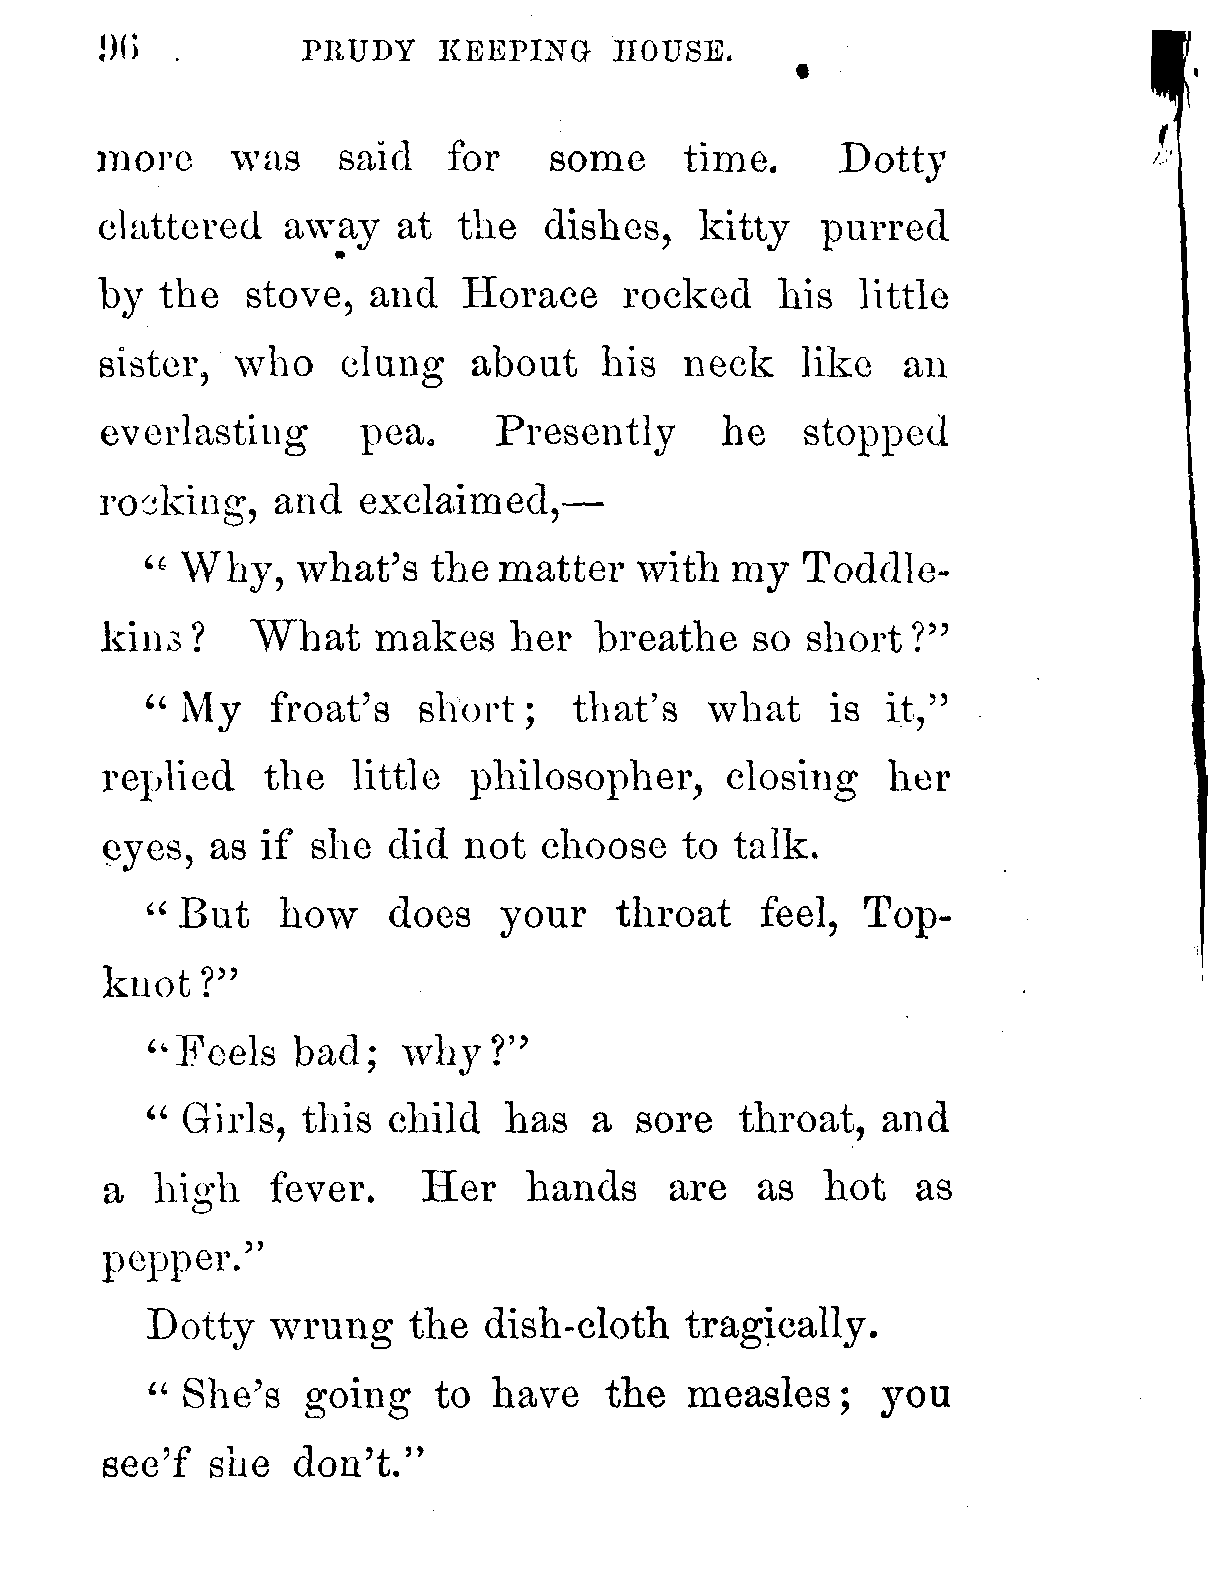 96 PRUDY KEEPING HOUSE.
more was said for some time. Dotty
clattered away at the dishes, kitty purred
by the stove, and Horace rocked his little
sister, who clung about his neck like an
everlasting pea. Presently he stopped
rocking, and exclaimed,—
“Why, what’s the matter with my Toddle-
kins? What makes her breathe so short?”
“My froat’s short; that’s what is it,”
replied the little philosopher, closing her
eyes, as if she did not choose to talk.
“But how does your throat feel, Top-
knot?”
“Feels bad; why?”
“Girls, this child has a sore throat, and
a high fever. Her hands are as hot as
pepper.”
Dotty wrung the dish-cloth tragically.
“She’s going to have the measles; you
see’f she don’t.”